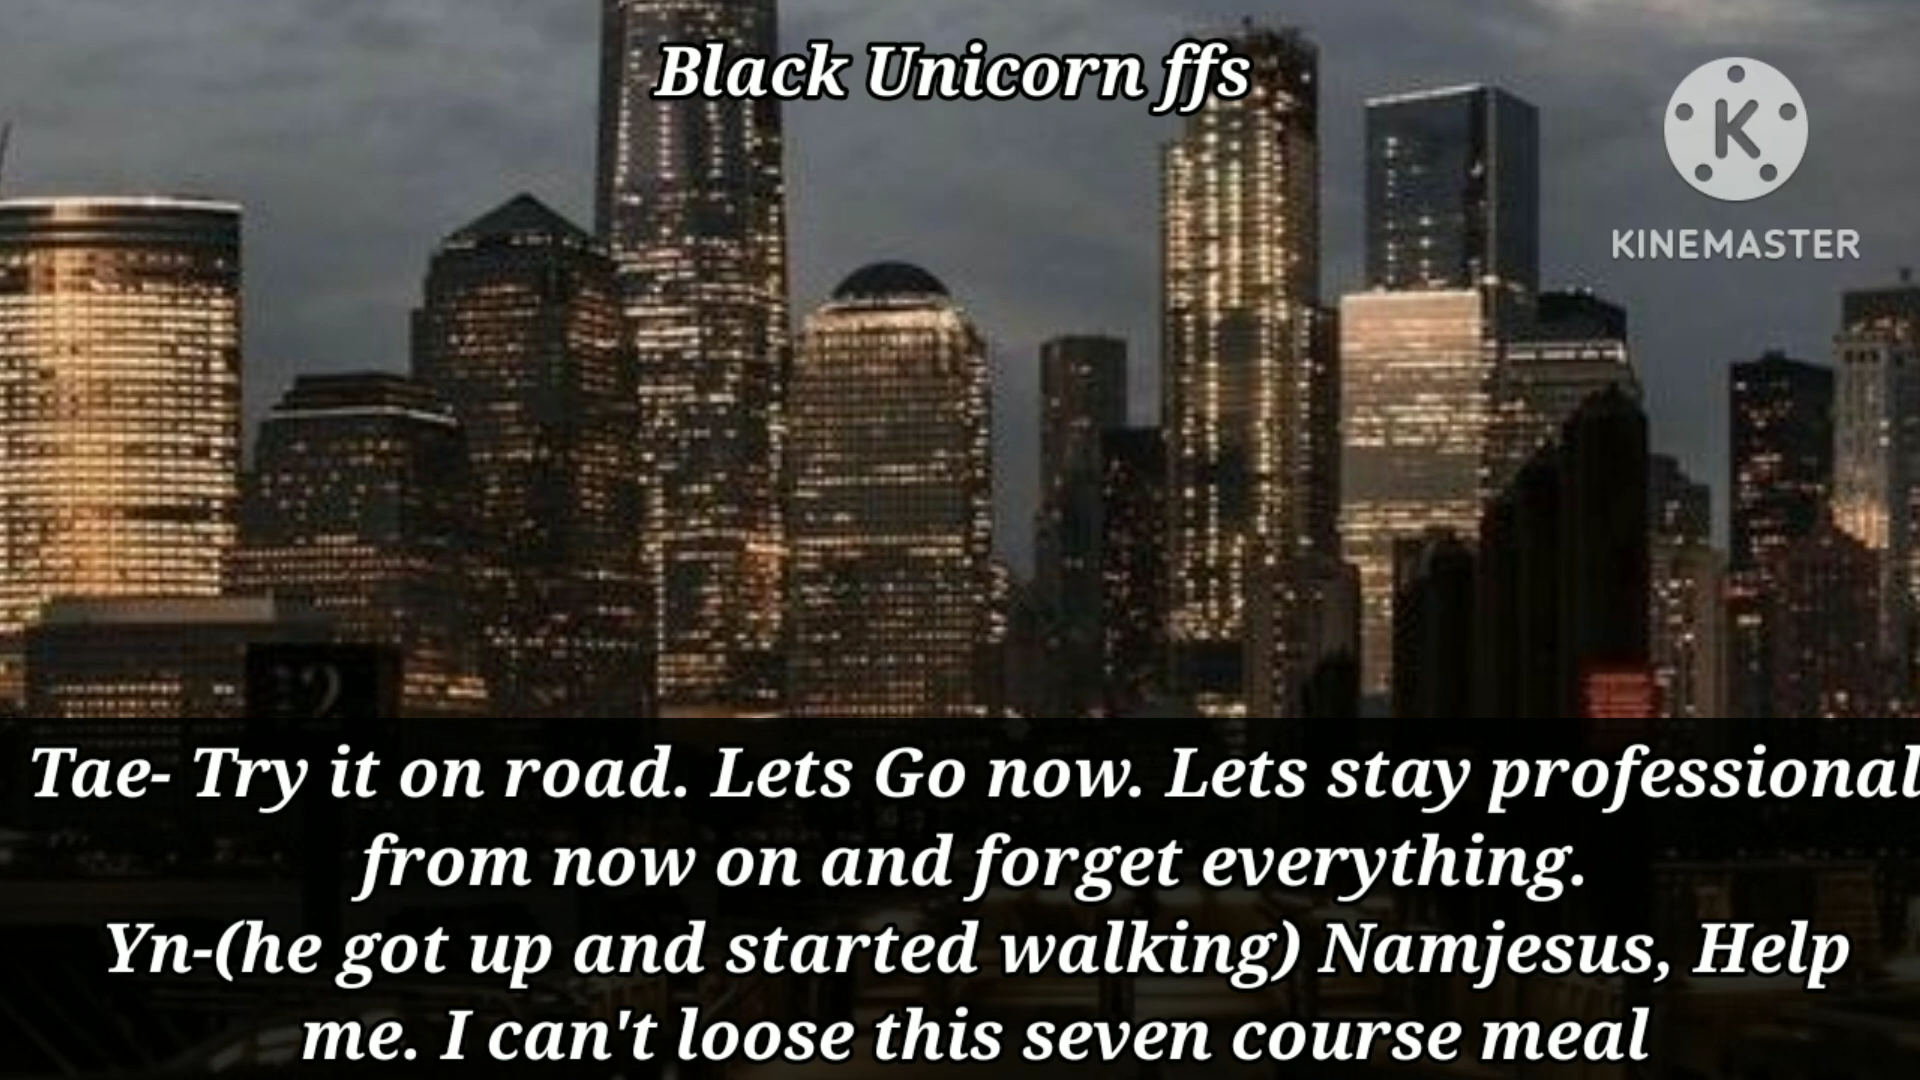 Black Unicorn ffs
K
KINEMASTER
Tae- Try it on road. Lets Go now. Lets stay professional
from now on and forget everything.
Yn-(he got up and started walking) Namjesus, Help
me. I can't loose this seven course meal